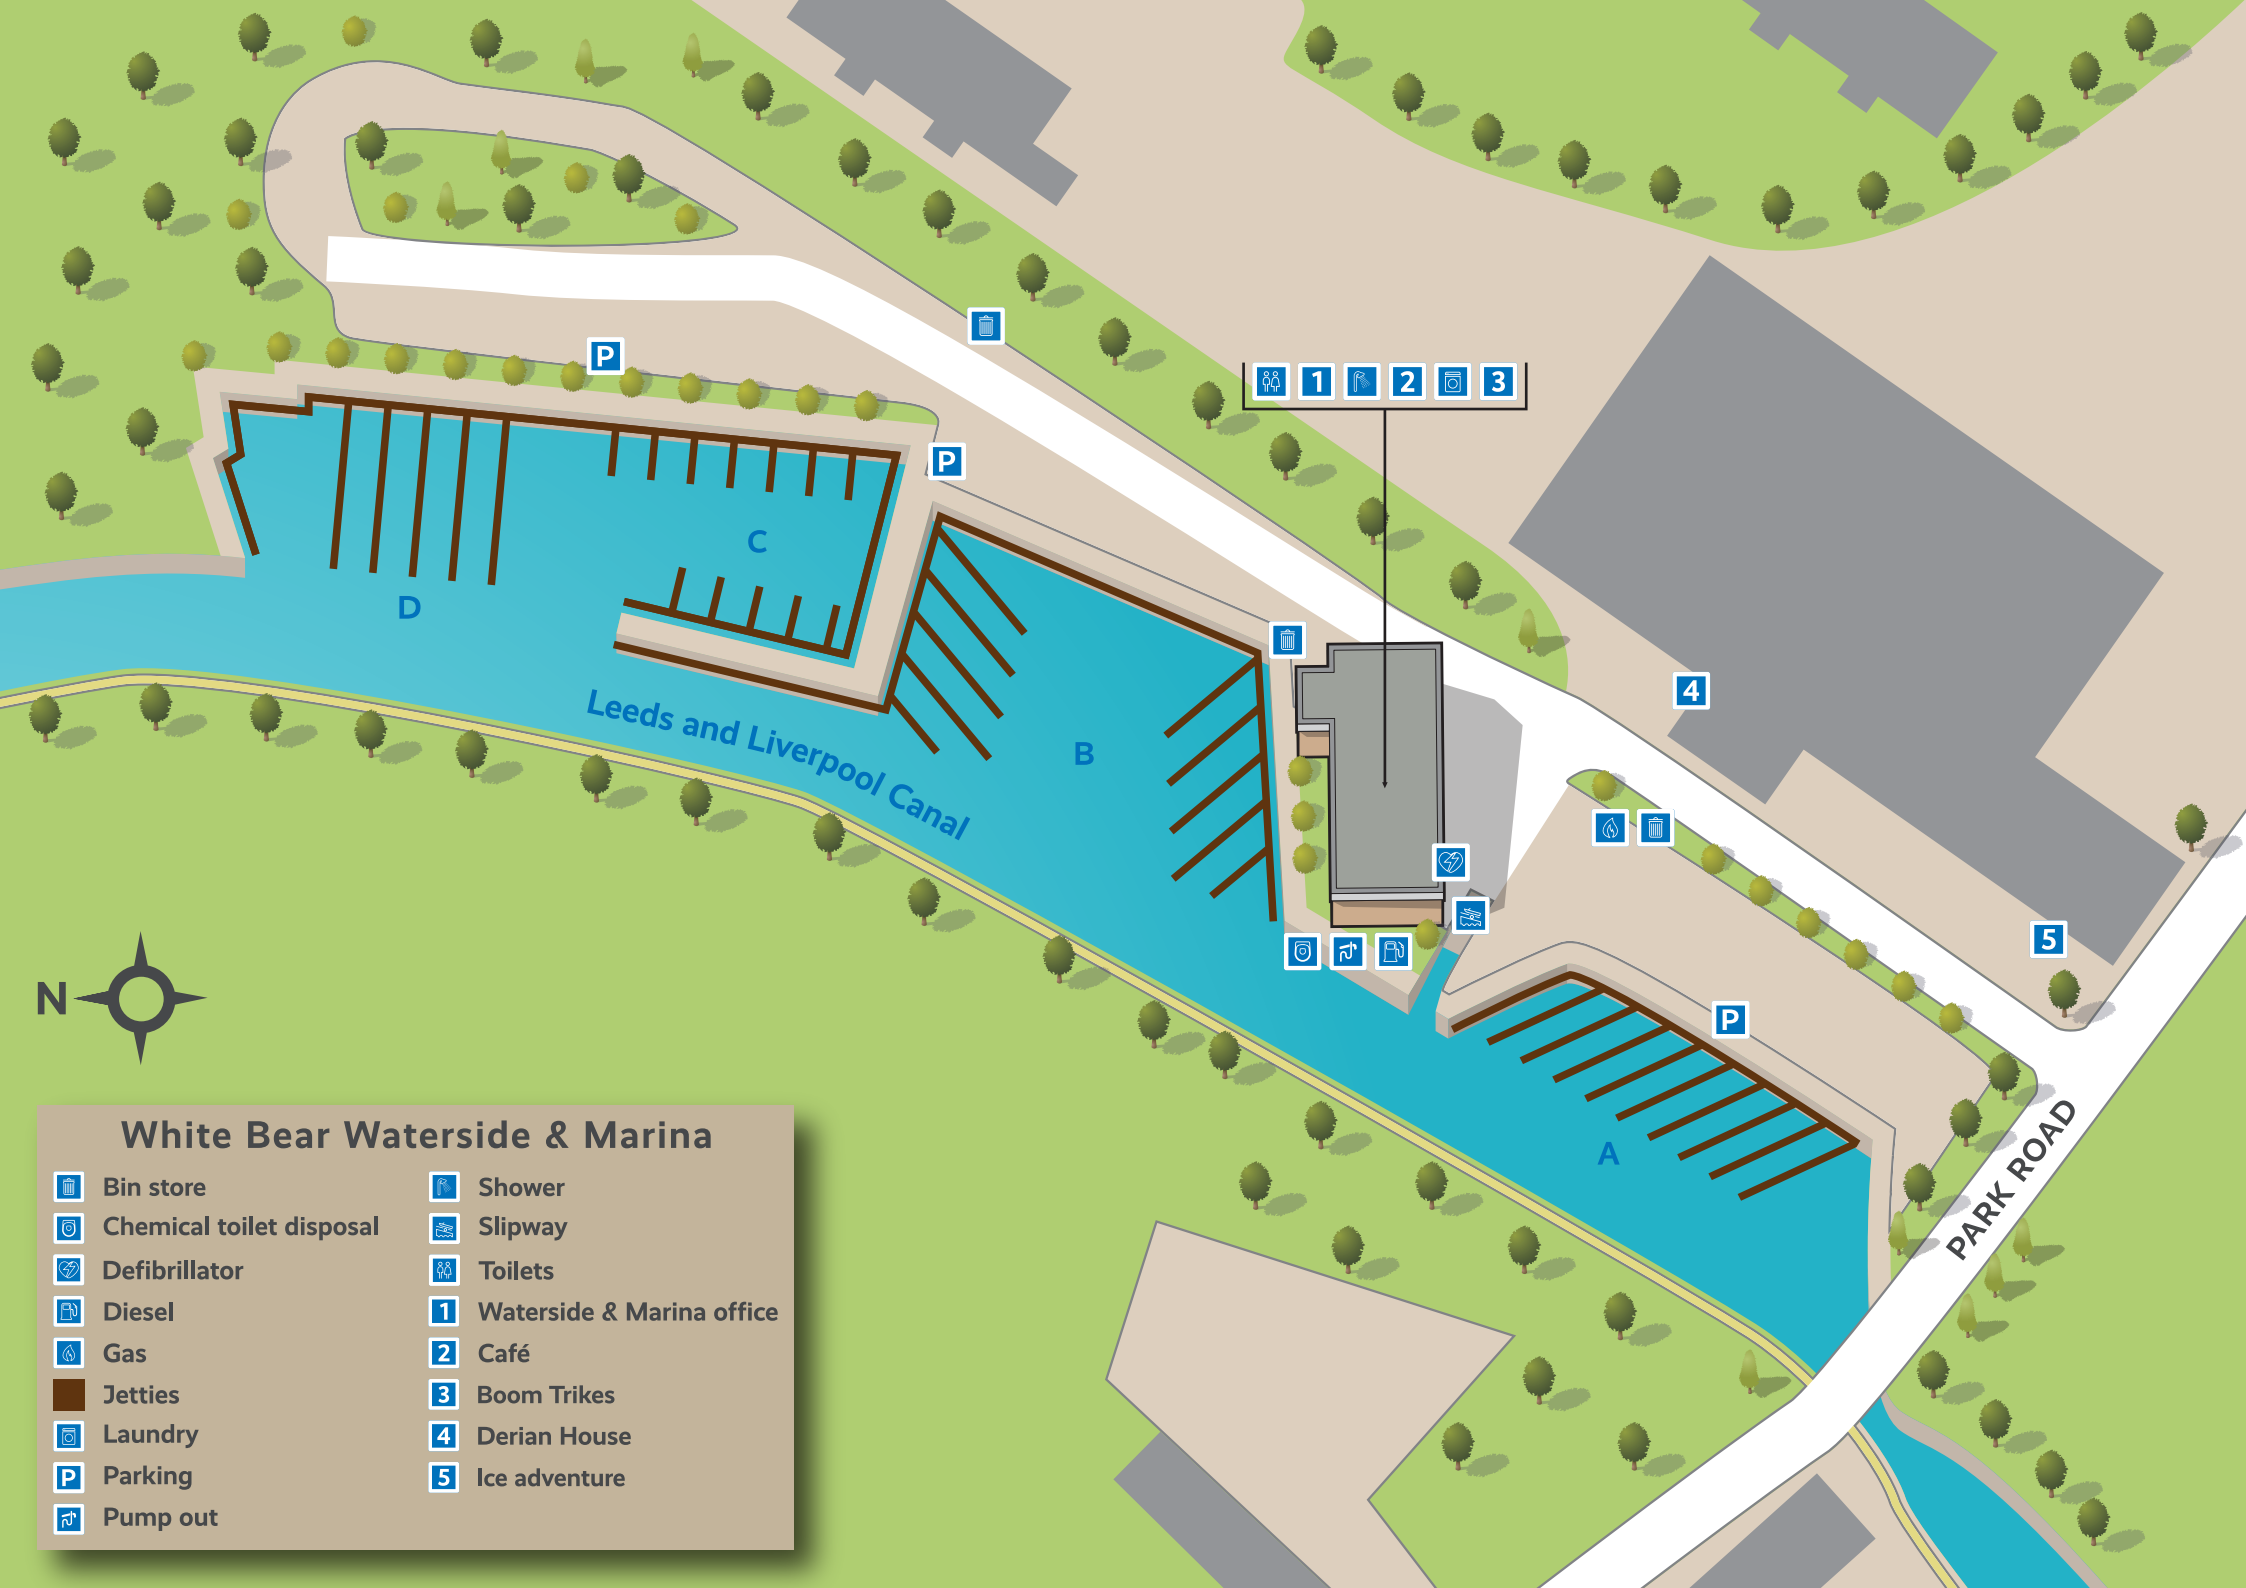 P
P
1
2
3
C
D
Leeds and Liverpool Canal
B
4
5
N
P
A
PARK ROAD
White Bear Waterside & Marina
Bin store
Chemical toilet disposal
Defibrillator
Diesel
Gas
Jetties
Laundry
P Parking
Pump out
Shower
Slipway
Toilets
1 Waterside & Marina office
2 Café
3 Boom Trikes
4 Derian House
5 Ice adventure